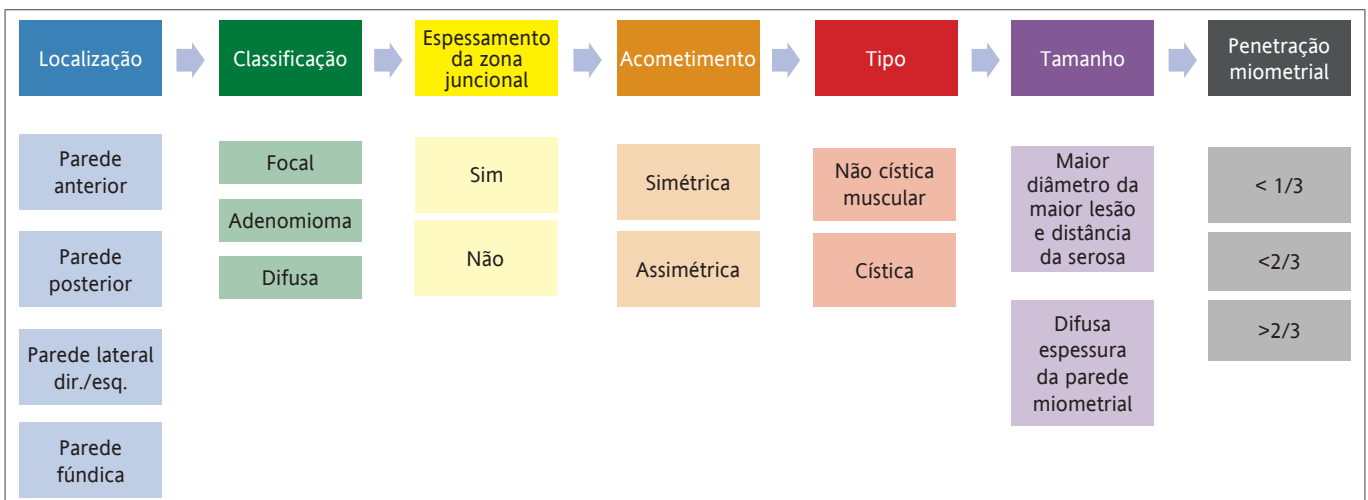 Localização
Classificação
Espessamento
da zona
juncional
Acometimento
Tipo
Tamanho
Penetração
miometrial
Parede
anterior
Parede
posterior
Parede lateral
dir./esq.
Parede
fúndica
Focal
Adenomioma
Difusa
Sim
Não
Simétrica
Assimétrica
Não cística
muscular
Cística
Maior
diâmetro da
maior lesão
e distância
da serosa
Difusa
espessura
da parede
miometrial
< 1/3
<2/3
>2/3